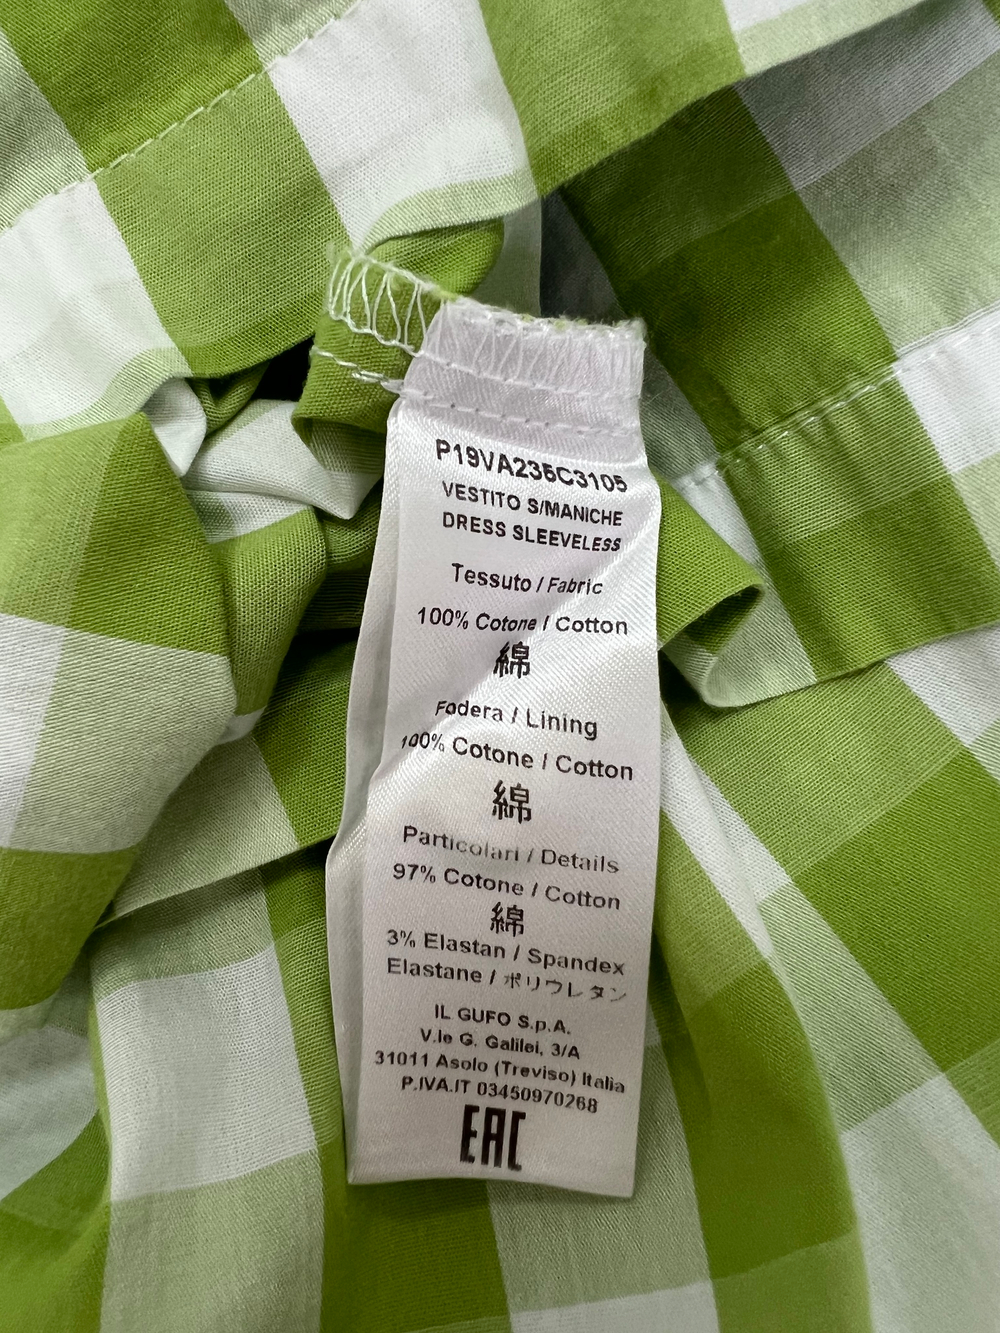 P19VA236C3105
VESTITO S/MANICHE
DRESS SLEEVELESS
Tessuto / Fabric
100% Cotone / Cotton
綿
Fodera / Lining
100% Cotone / Cotton
綿
Particolari / Details
97% Cotone / Cotton
綿
3% Elastan / Spandex
Elastane / ポリウレタン
IL GUFO S.p.A.
V.le G. Galilei, 3/A
31011 Asolo (Treviso) Italia
P.IVA.IT 03450970268
EAC